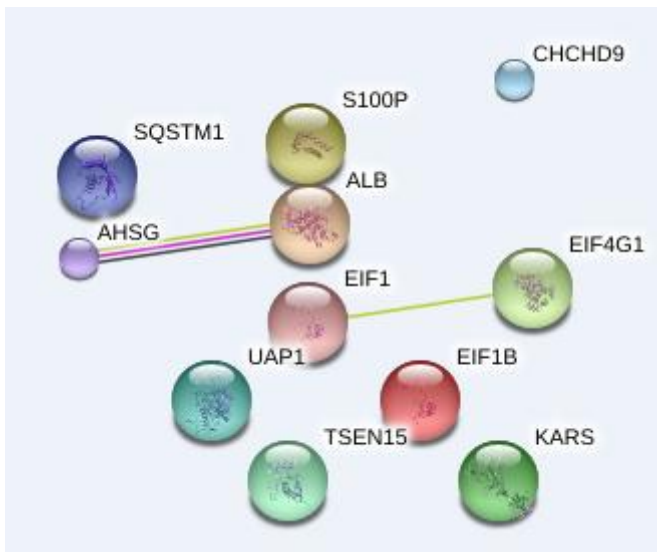 CHCHD9
S100P
SQSTM1
ALB
AHSG
EIF4G1
EIF1
UAP1
EIF1B
TSEN15
KARS